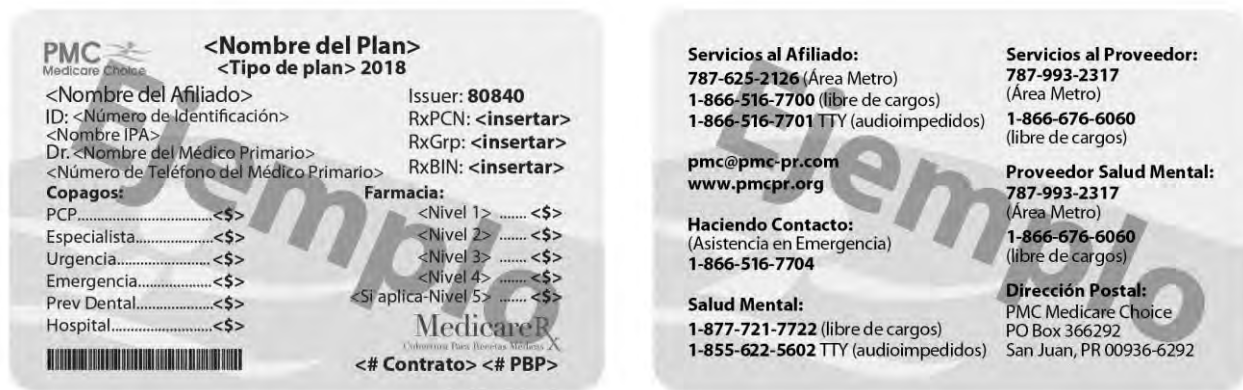 PMC
Medicare Choice
<Nombre del Plan>
<Tipo de plan> 2018
<Nombre del Afiliado>
ID: <Número de Identificación>
<Nombre IPA>
Dr. <Nombre del Médico Primario>
<Número de Teléfono del Médico Primario>
Issuer: 80840
RxPCN: <insertar>
RxGrp: <insertar>
RxBIN: <insertar>
Copagos:
PCP................................<$>
Especialista....................<$>
Urgencia........................<$>
Emergencia...................<$>
Prev Dental....................<$>
Hospital.........................<$>
Farmacia:
<Nivel 1> ....... <$>
<Nivel 2> ....... <$>
<Nivel 3> ....... <$>
<Nivel 4> ....... <$>
<Si aplica-Nivel 5> ....... <$>
MedicareRx
Cobertura Para Recetas Médicas
<# Contrato> <# PBP>
Ejemplo
Servicios al Afiliado:
787-625-2126 (Área Metro)
1-866-516-7700 (libre de cargos)
1-866-516-7701 TTY (audioimpedidos)
pmc@pmc-pr.com
www.pmcpr.org
Haciendo Contacto:
(Asistencia en Emergencia)
1-866-516-7704
Salud Mental:
1-877-721-7722 (libre de cargos)
1-855-622-5602 TTY (audioimpedidos)
Servicios al Proveedor:
787-993-2317
(Área Metro)
1-866-676-6060
(libre de cargos)
Proveedor Salud Mental:
787-993-2317
(Área Metro)
1-866-676-6060
(libre de cargos)
Dirección Postal:
PMC Medicare Choice
PO Box 366292
San Juan, PR 00936-6292
Ejemplo